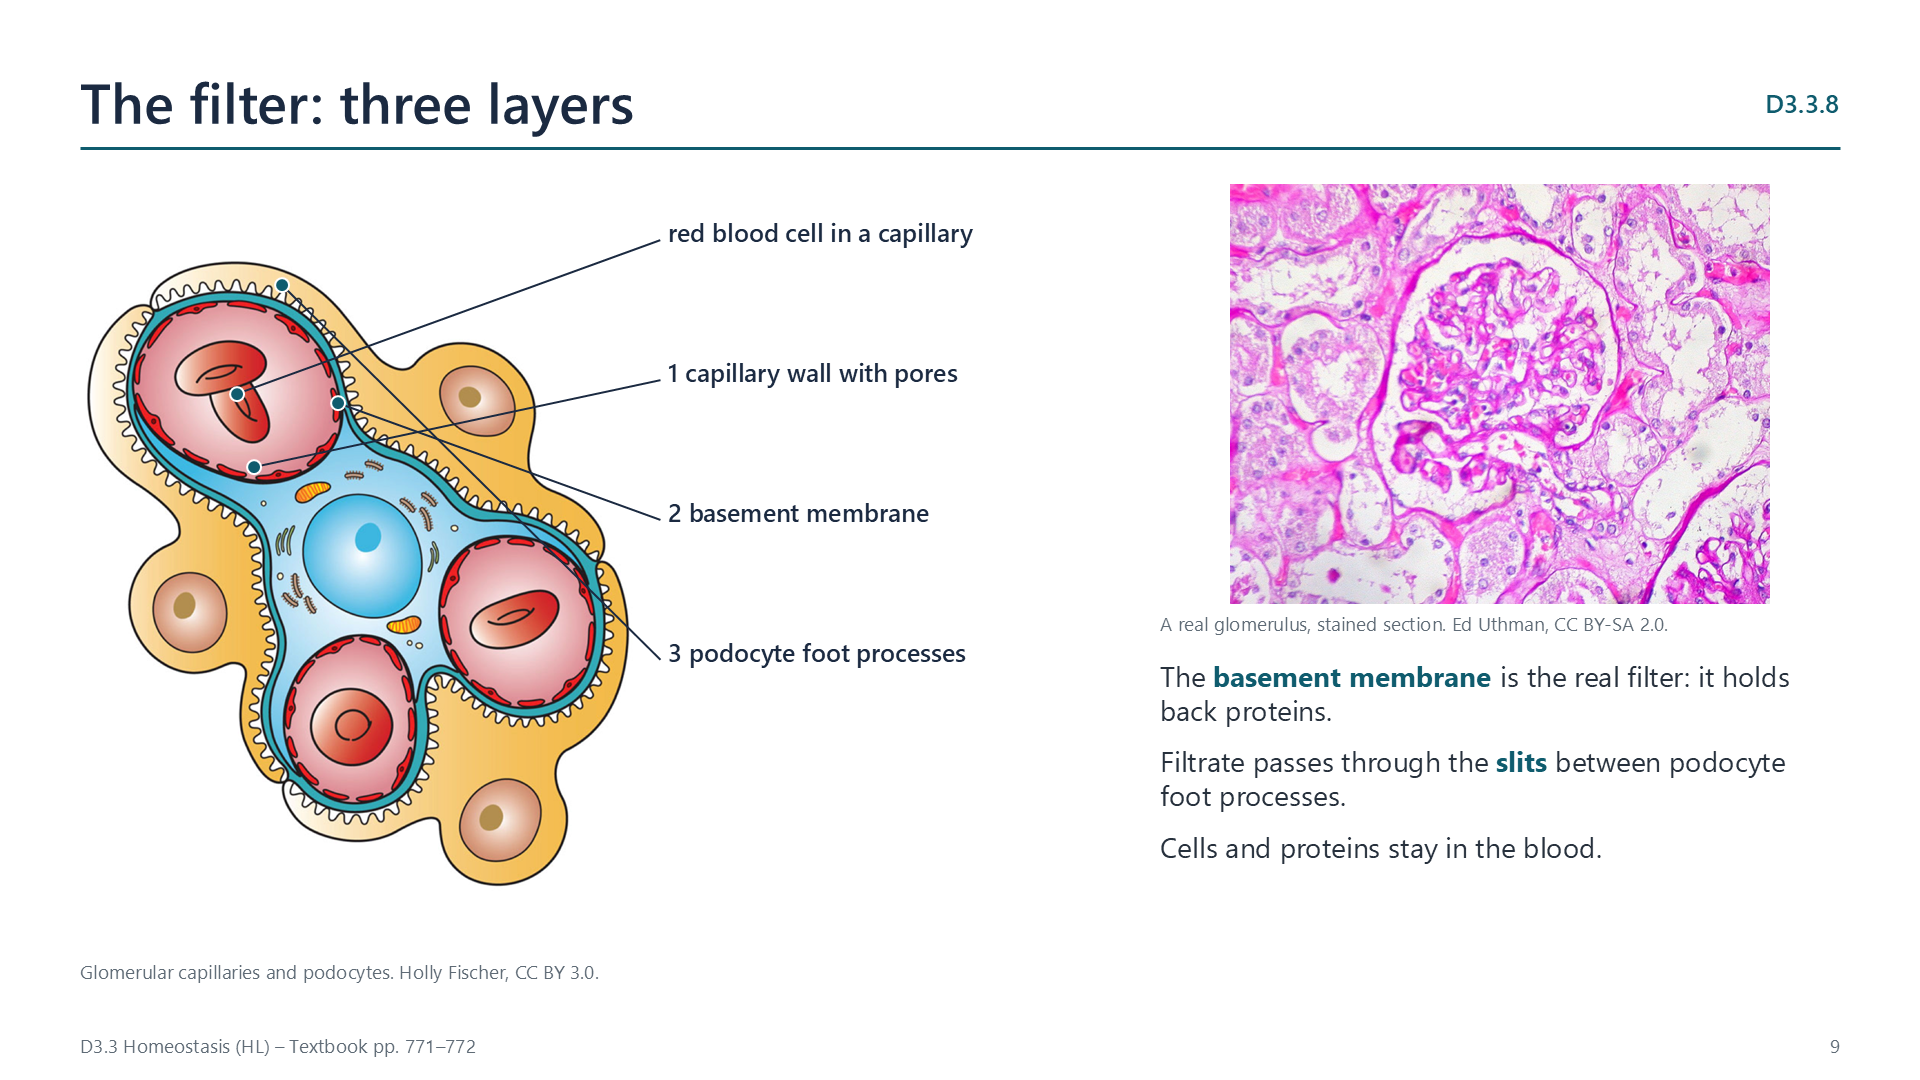 The filter: three layers
D3.3.8
red blood cell in a capillary
1 capillary wall with pores
2 basement membrane
3 podocyte foot processes
A real glomerulus, stained section. Ed Uthman, CC BY-SA 2.0.
The basement membrane is the real filter: it holds
back proteins.
Filtrate passes through the slits between podocyte
foot processes.
Cells and proteins stay in the blood.
Glomerular capillaries and podocytes. Holly Fischer, CC BY 3.0.
D3.3 Homeostasis (HL) – Textbook pp. 771–772
9